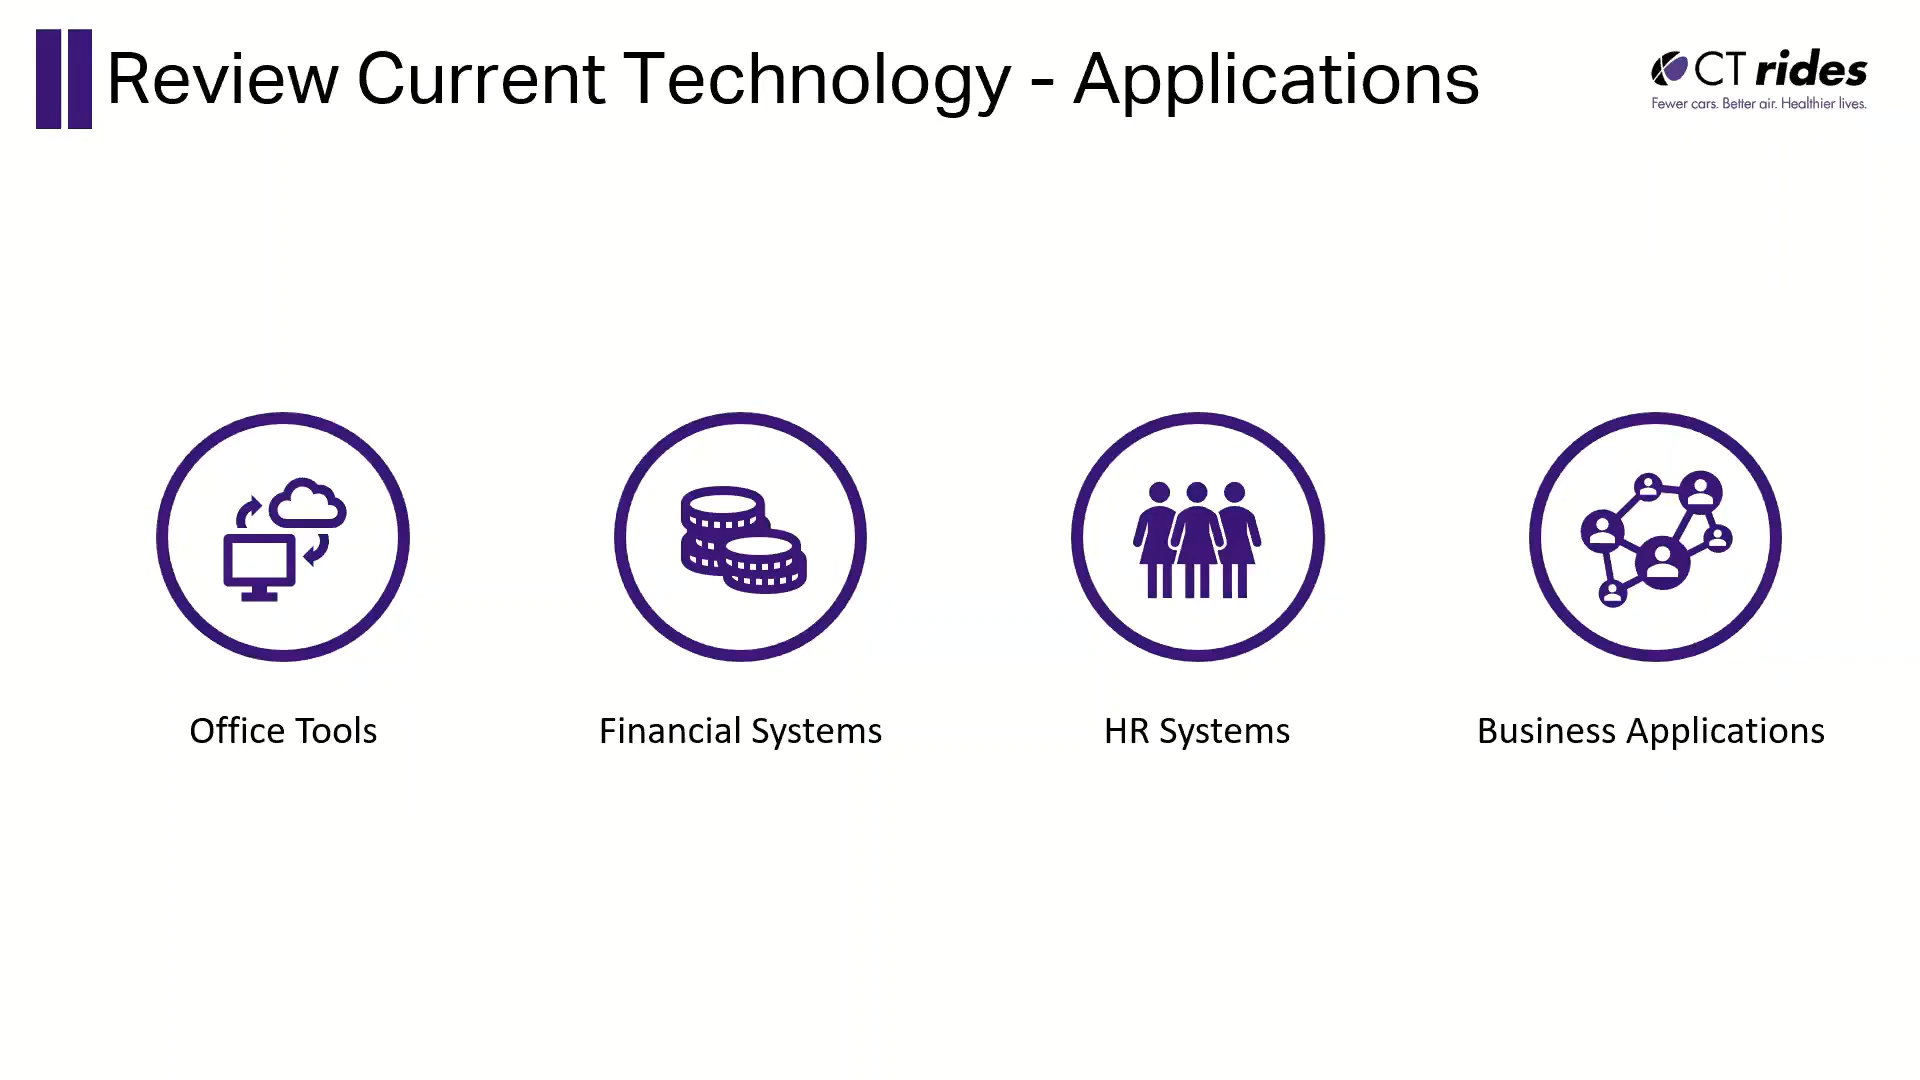 Review Current Technology - Applications
CT rides
Fewer cars. Better air. Healthier lives.
Office Tools
Financial Systems
HR Systems
Business Applications